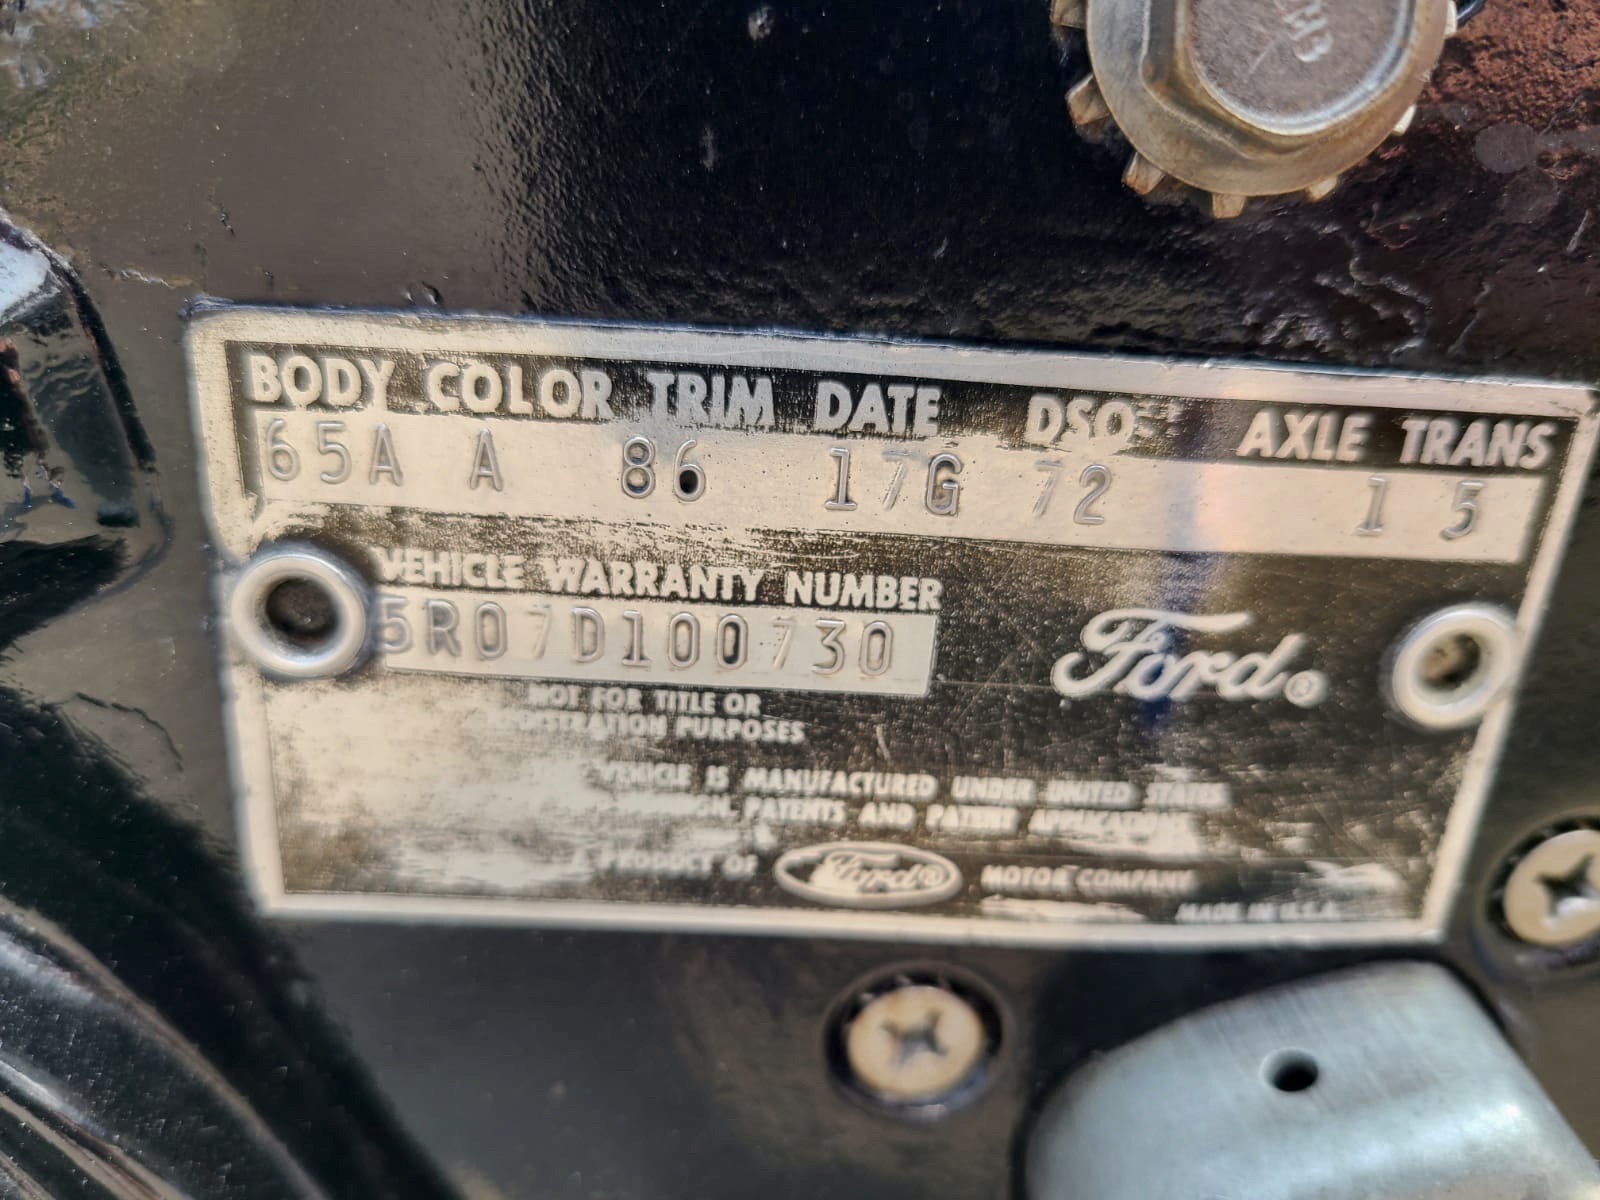 CH3
BODY COLOR TRIM DATE DSO AXLE TRANS
65A A 86 17G 72 1 5
VEHICLE WARRANTY NUMBER
5R07D100730
Ford®
NOT FOR TITLE OR
REGISTRATION PURPOSES
VEHICLE IS MANUFACTURED UNDER UNITED STATES
PATENTS AND PATENT APPLICATIONS
PRODUCT OF Ford® MOTOR COMPANY
MADE IN U.S.A.